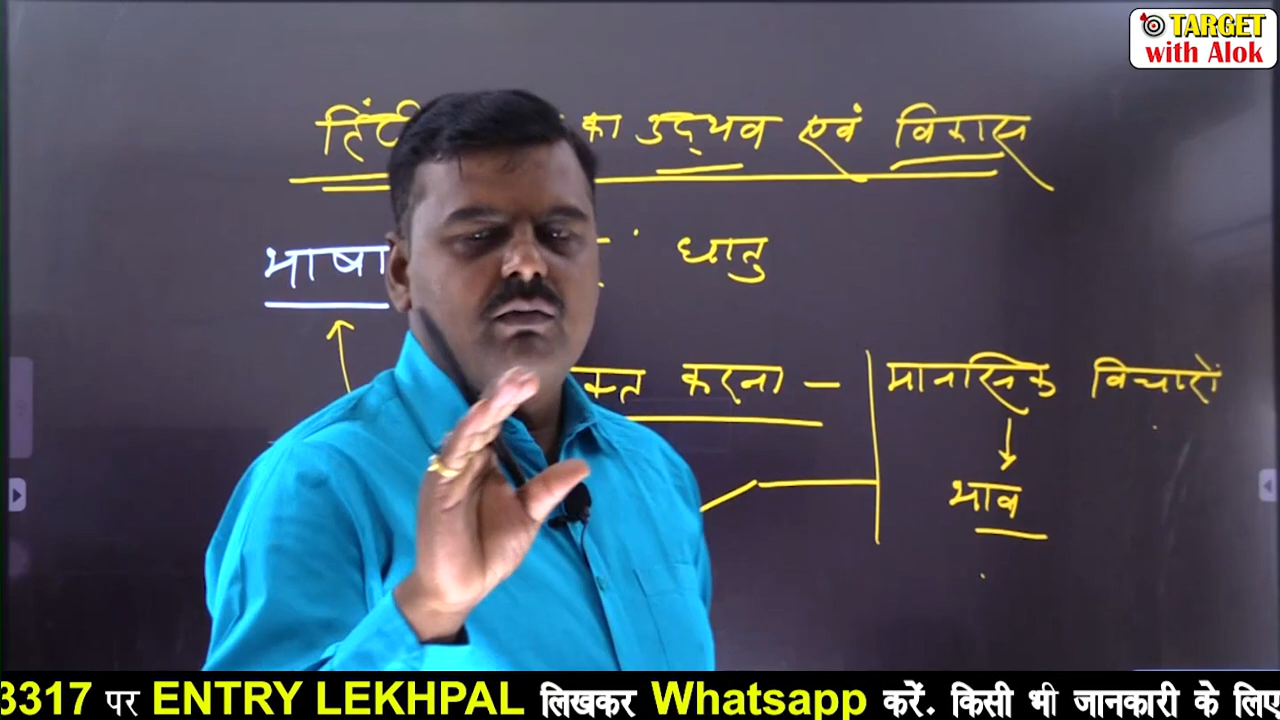 TARGET
with Alok
हिंदी का उद्भव एवं विकास
भाषा धातु
क्त करना – मानसिक विचारों
भाव
3317 पर ENTRY LEKHPAL लिखकर Whatsapp करें. किसी भी जानकारी के लिए